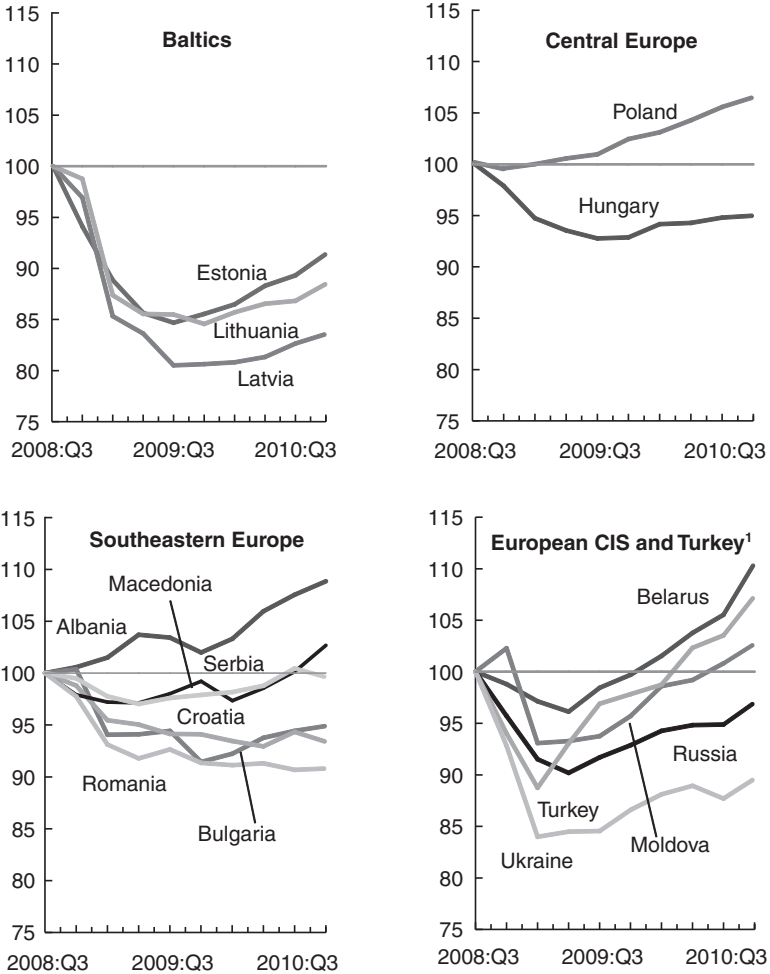 Baltics
115
110
105
100
95
90
85
80
75
Estonia
Lithuania
Latvia
2008:Q3 2009:Q3 2010:Q3
Central Europe
115
110
105
100
95
90
85
80
75
Poland
Hungary
2008:Q3 2009:Q3 2010:Q3
Southeastern Europe
115
110
105
100
95
90
85
80
75
Macedonia
Albania
Serbia
Croatia
Romania
Bulgaria
2008:Q3 2009:Q3 2010:Q3
European CIS and Turkey¹
115
110
105
100
95
90
85
80
75
Belarus
Russia
Turkey
Moldova
Ukraine
2008:Q3 2009:Q3 2010:Q3